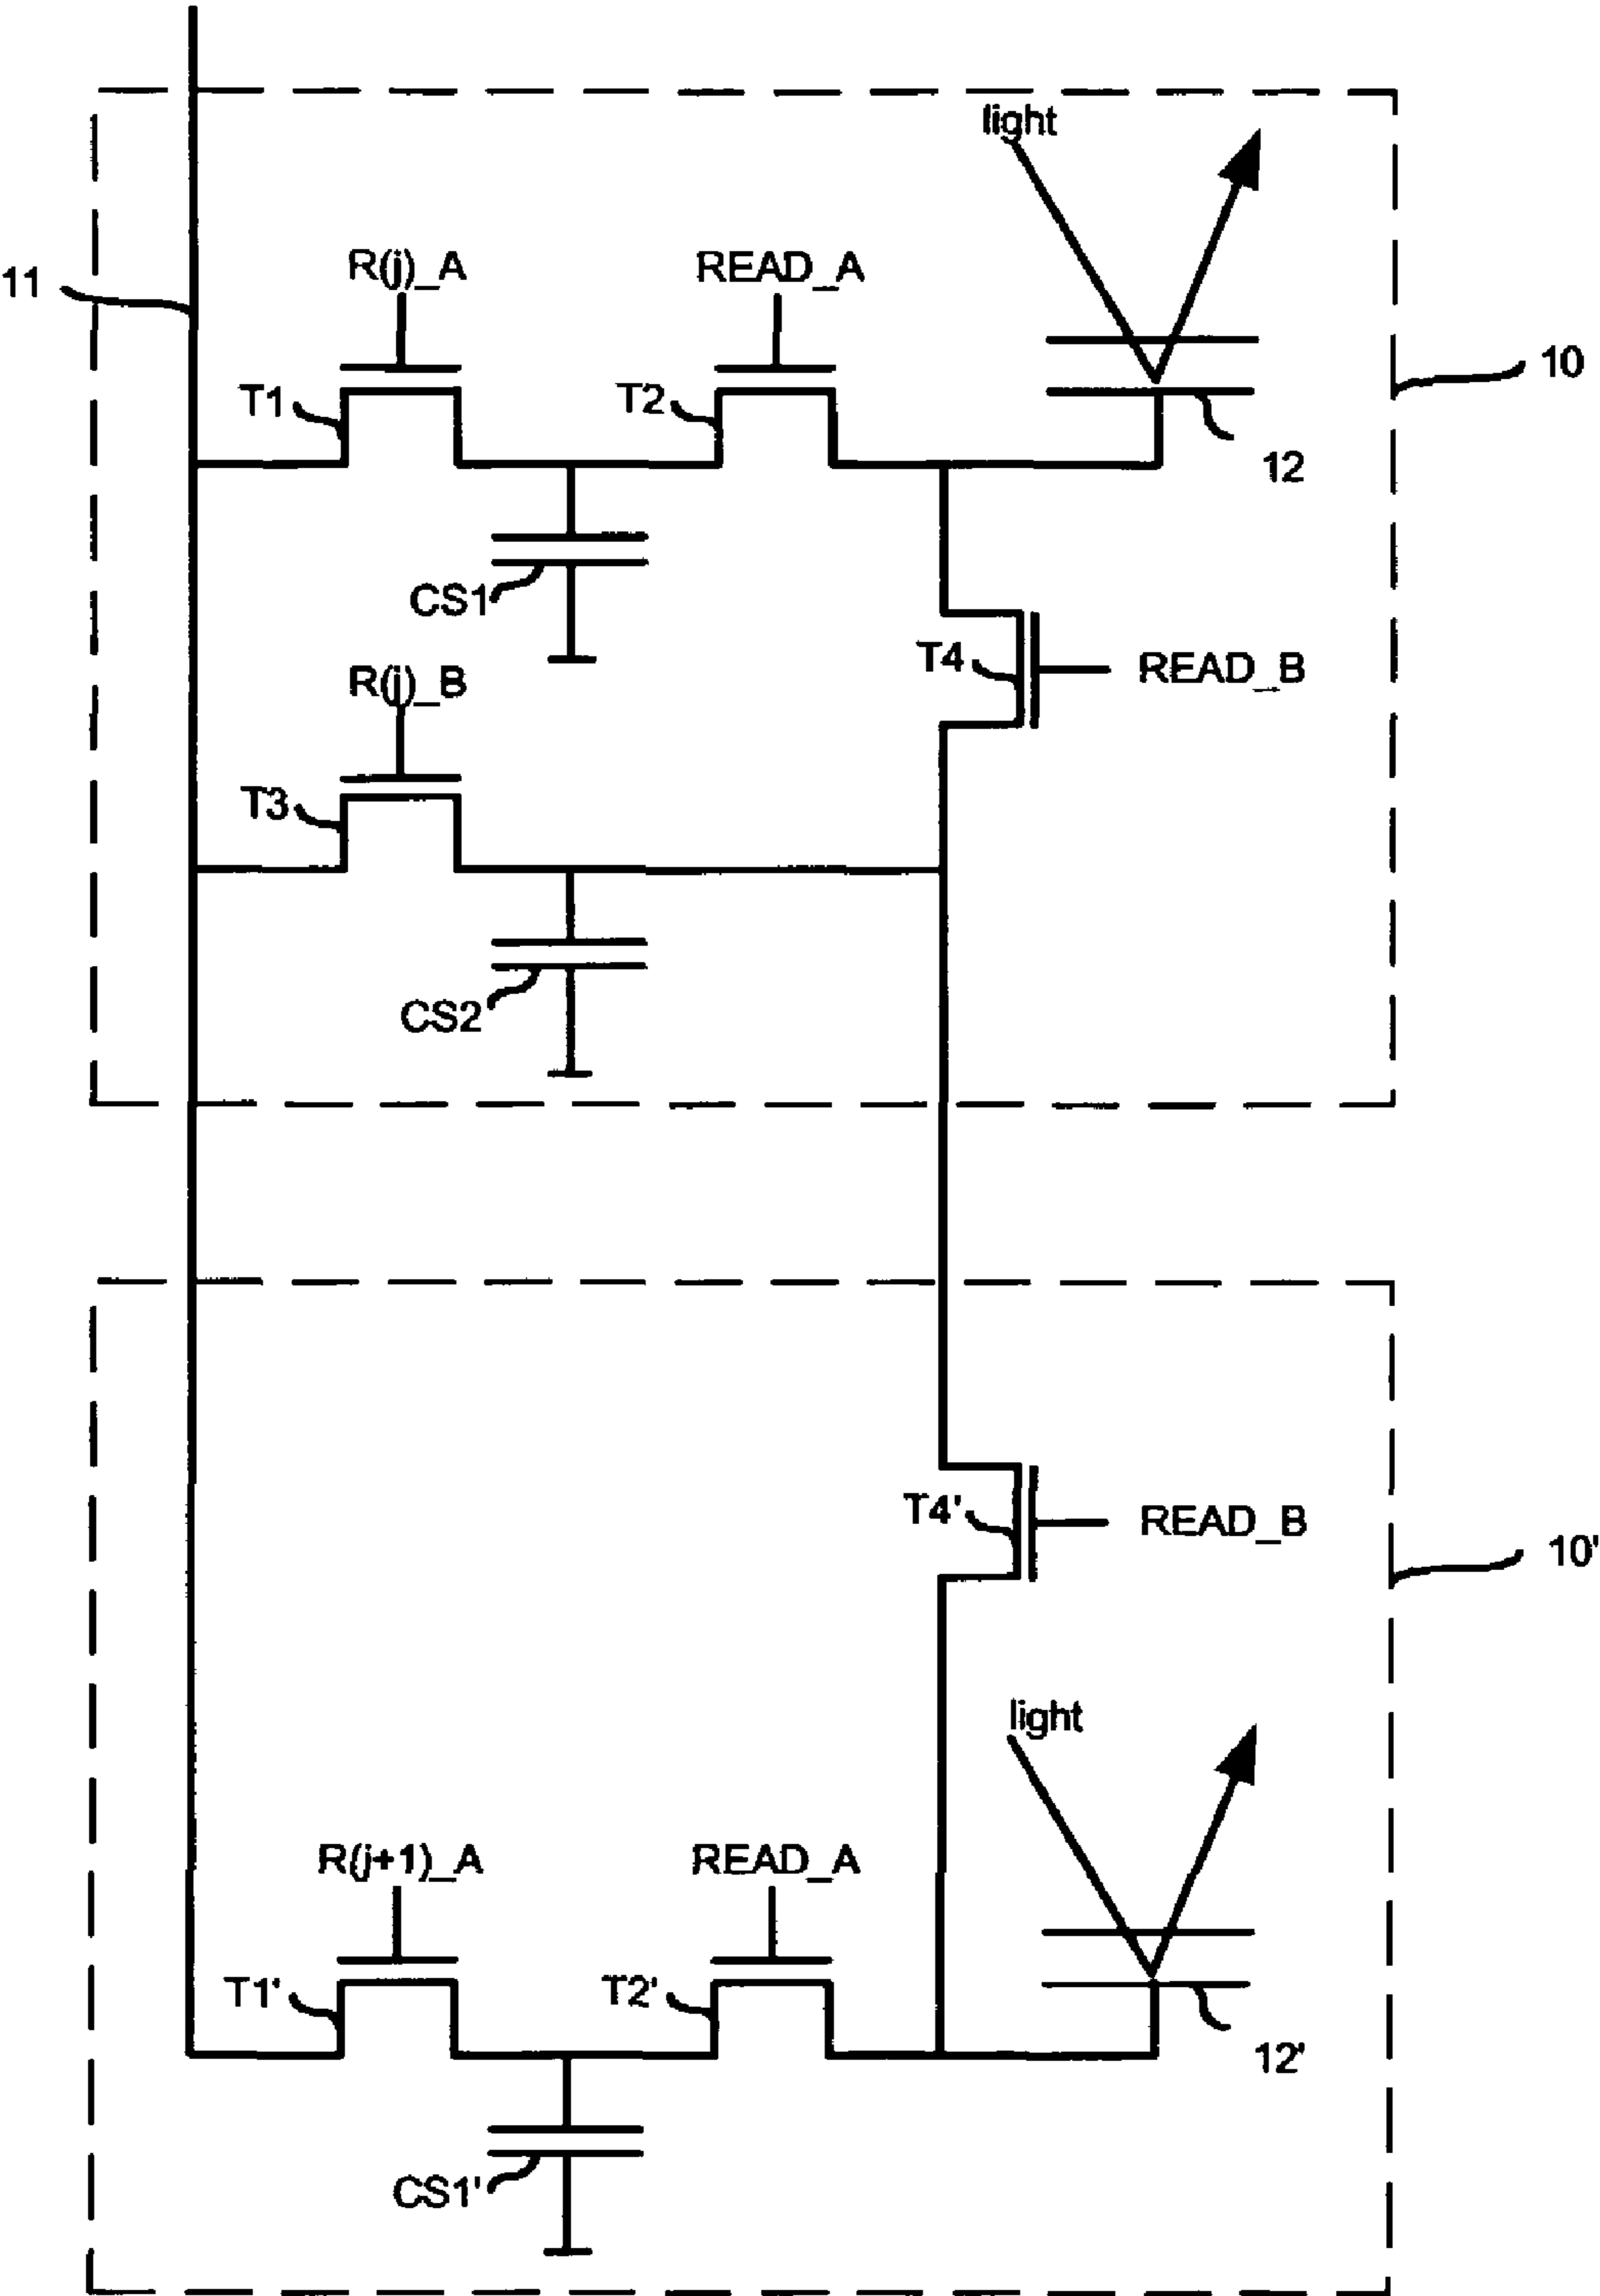 light
11
R(j)_A
READ_A
10
T1
T2
12
CS1
T4
READ_B
R(j)_B
T3
CS2
T4'
READ_B
10'
light
R(j+1)_A
READ_A
T1'
T2'
12'
CS1'